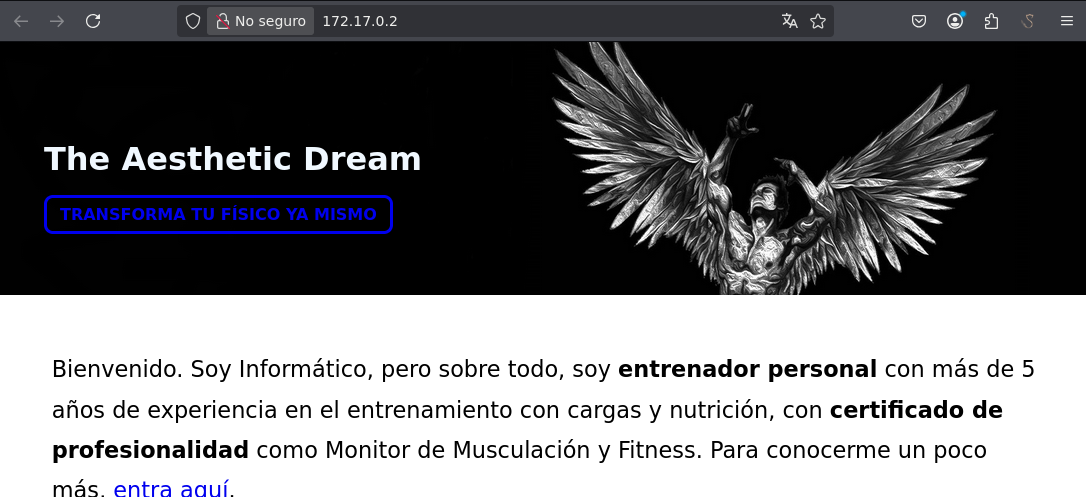 No seguro
172.17.0.2
The Aesthetic Dream
TRANSFORMA TU FÍSICO YA MISMO
Bienvenido. Soy Informático, pero sobre todo, soy entrenador personal con más de 5
años de experiencia en el entrenamiento con cargas y nutrición, con certificado de
profesionalidad como Monitor de Musculación y Fitness. Para conocerme un poco
más, entra aquí.